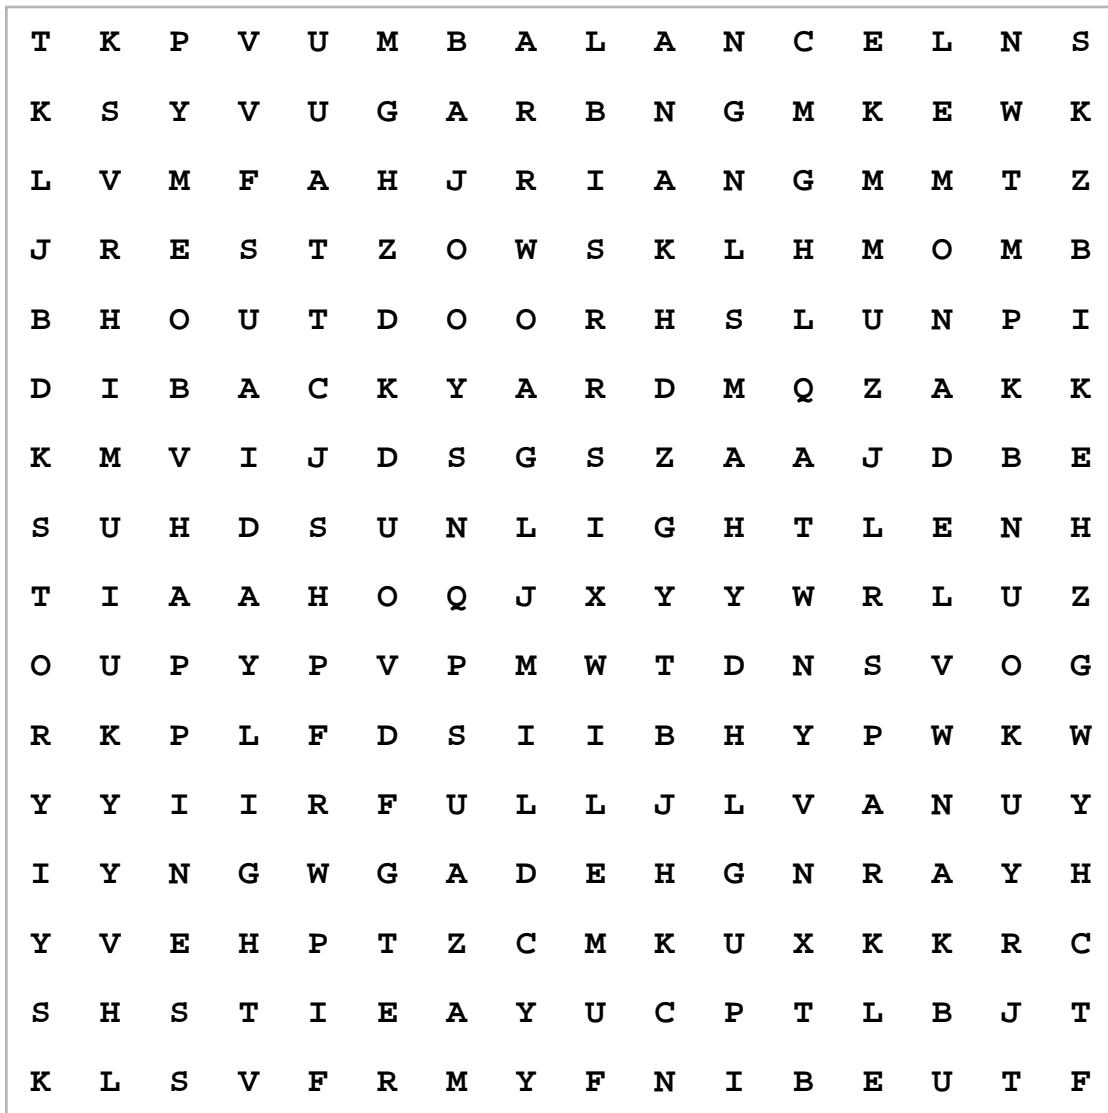 T K P V U M B A L A N C E L N S
K S Y V U G A R B N G M K E W K
L V M F A H J R I A N G M M T Z
J R E S T Z O W S K L H M O M B
B H O U T D O O R H S L U N P I
D I B A C K Y A R D M Q Z A K K
K M V I J D S G S Z A A J D B E
S U H D S U N L I G H T L E N H
T I A A H O Q J X Y Y W R L U Z
O U P Y P V P M W T D N S V O G
R K P L F D S I I B H Y P W K W
Y Y I I R F U L L J L V A N U Y
I Y N G W G A D E H G N R A Y H
Y V E H P T Z C M K U X K K R C
S H S T I E A Y U C P T L B J T
K L S V F R M Y F N I B E U T F